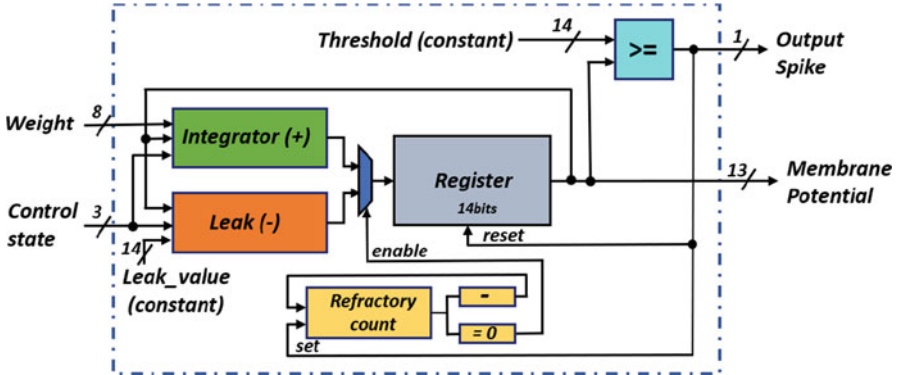 Threshold (constant)
14
>=
1
Output
Spike
Weight
8
Integrator (+)
Register
14bits
13
Membrane
Potential
Control
state
3
Leak (-)
14
Leak_value
(constant)
enable
reset
Refractory
count
-
= 0
set